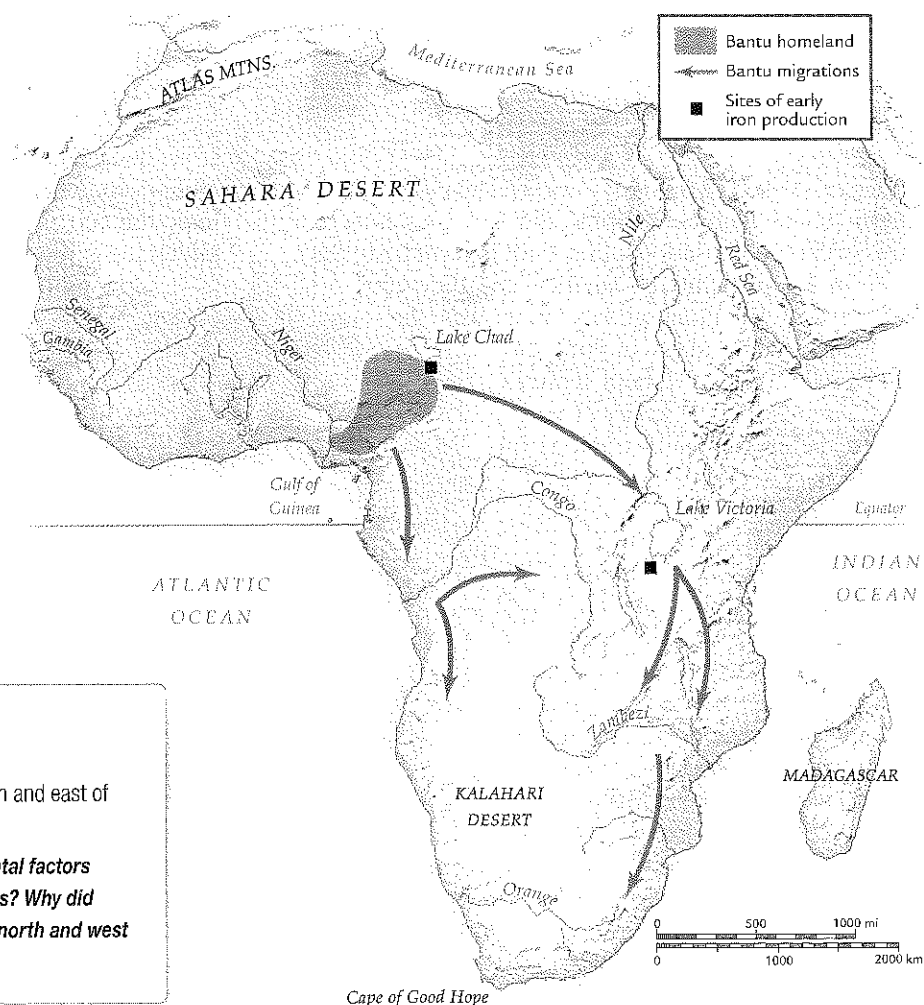 Bantu homeland
Bantu migrations
Sites of early
iron production
Mediterranean Sea
ATLAS MTNS.
SAHARA DESERT
Nile
Red Sea
Senegal
Gambia
Niger
Lake Chad
Gulf of
Guinea
Congo
Lake Victoria
Equator
ATLANTIC
OCEAN
INDIAN
OCEAN
Zambezi
MADAGASCAR
KALAHARI
DESERT
Orange
Cape of Good Hope
0 500 1000 mi
0 1000 2000 km
n and east of
tal factors
s? Why did
north and west